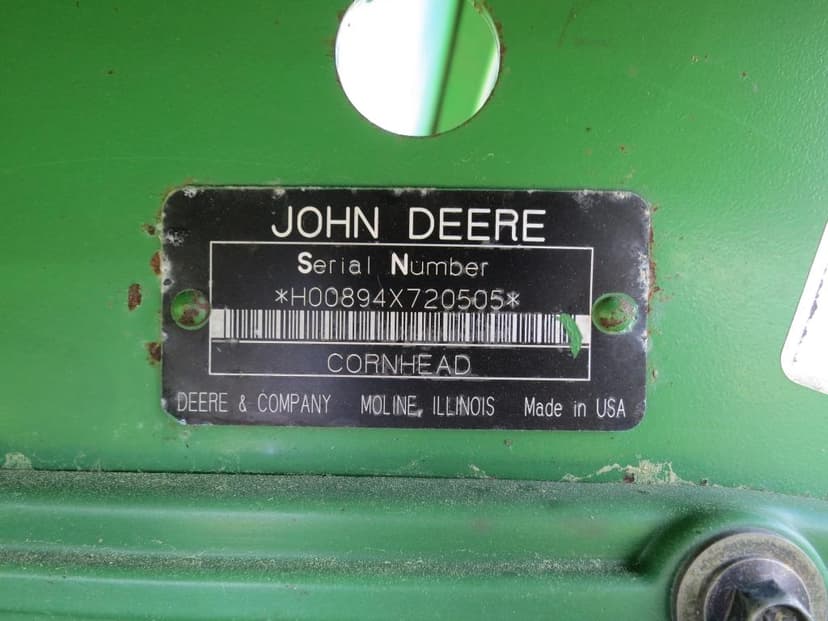 JOHN DEERE
Serial Number
*H00894X720505*
CORNHEAD
DEERE & COMPANY MOLINE, ILLINOIS Made in USA